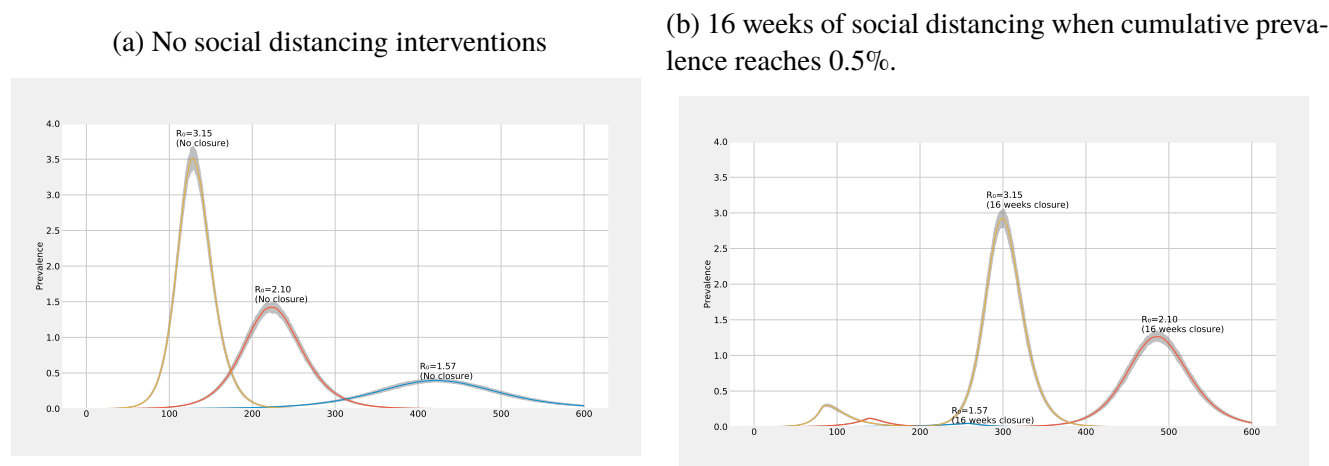 (a) No social distancing interventions
4.0
3.5
3.0
2.5
2.0
1.5
1.0
0.5
0.0
Prevalence
R₀=3.15
(No closure)
R₀=2.10
(No closure)
R₀=1.57
(No closure)
0 100 200 300 400 500 600
(b) 16 weeks of social distancing when cumulative preva-
lence reaches 0.5%.
4.0
3.5
3.0
2.5
2.0
1.5
1.0
0.5
0.0
Prevalence
R₀=3.15
(16 weeks closure)
R₀=2.10
(16 weeks closure)
R₀=1.57
(16 weeks closure)
0 100 200 300 400 500 600